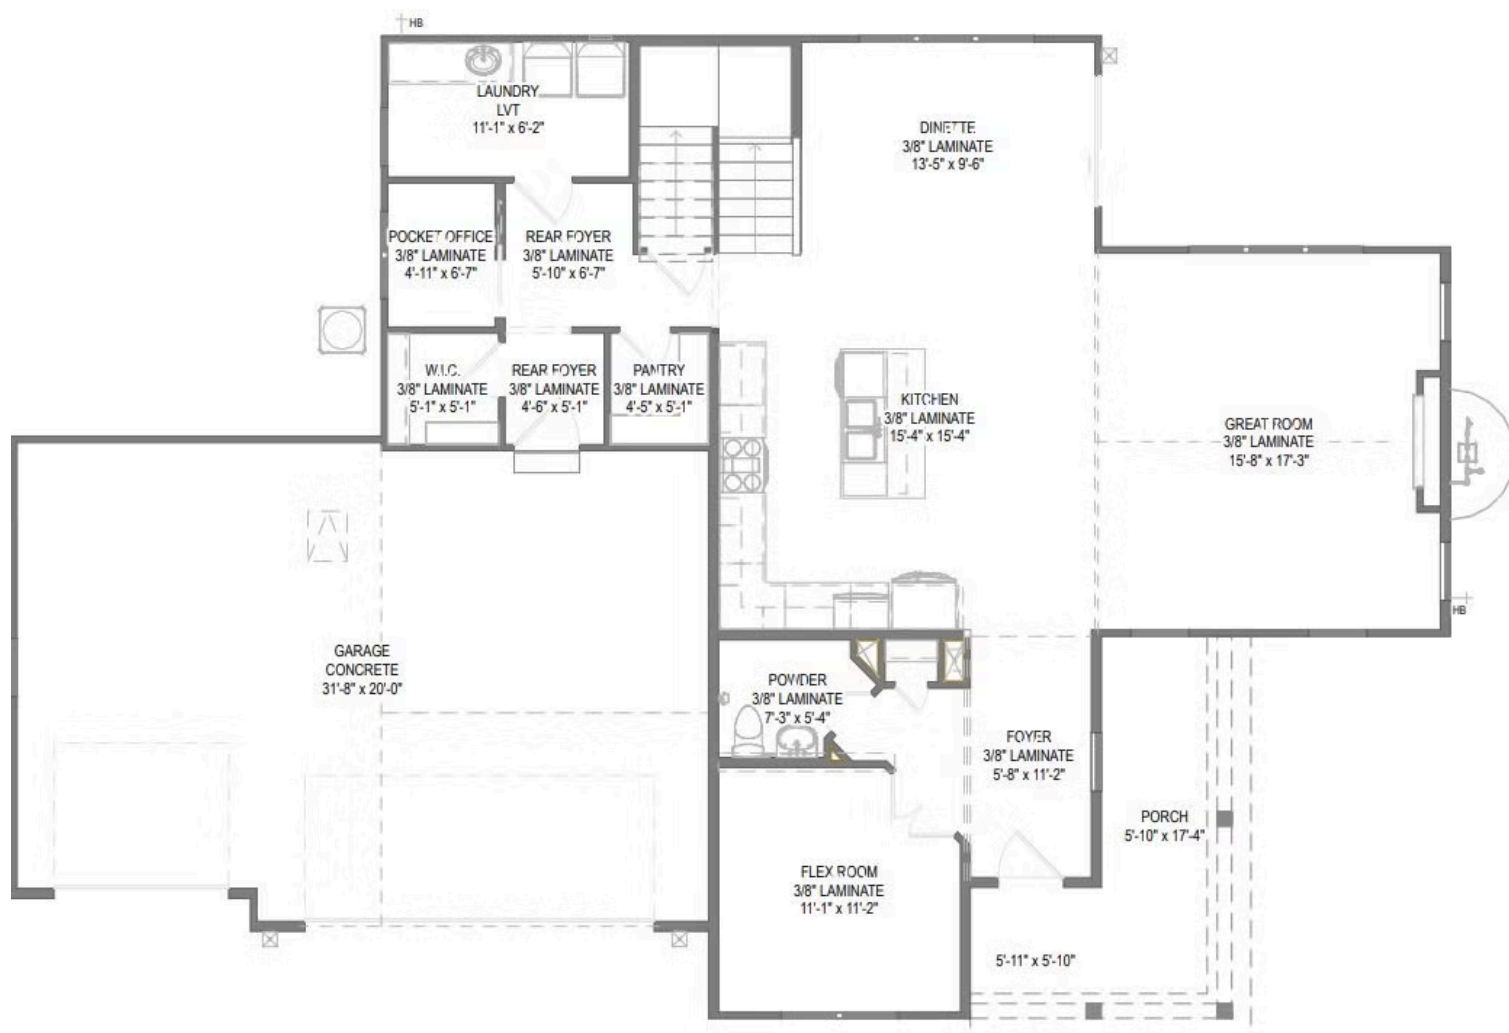 HB
LAUNDRY
LVT
11'-1" x 6'-2"
DINETTE
3/8" LAMINATE
13'-5" x 9'-6"
POCKET OFFICE
3/8" LAMINATE
4'-11" x 6'-7"
REAR FOYER
3/8" LAMINATE
5'-10" x 6'-7"
W.I.C.
3/8" LAMINATE
5'-1" x 5'-1"
REAR FOYER
3/8" LAMINATE
4'-6" x 5'-1"
PANTRY
3/8" LAMINATE
4'-5" x 5'-1"
KITCHEN
3/8" LAMINATE
15'-4" x 15'-4"
GREAT ROOM
3/8" LAMINATE
15'-8" x 17'-3"
HB
GARAGE
CONCRETE
31'-8" x 20'-0"
POWDER
3/8" LAMINATE
7'-3" x 5'-4"
FOYER
3/8" LAMINATE
5'-8" x 11'-2"
PORCH
5'-10" x 17'-4"
FLEX ROOM
3/8" LAMINATE
11'-1" x 11'-2"
5'-11" x 5'-10"